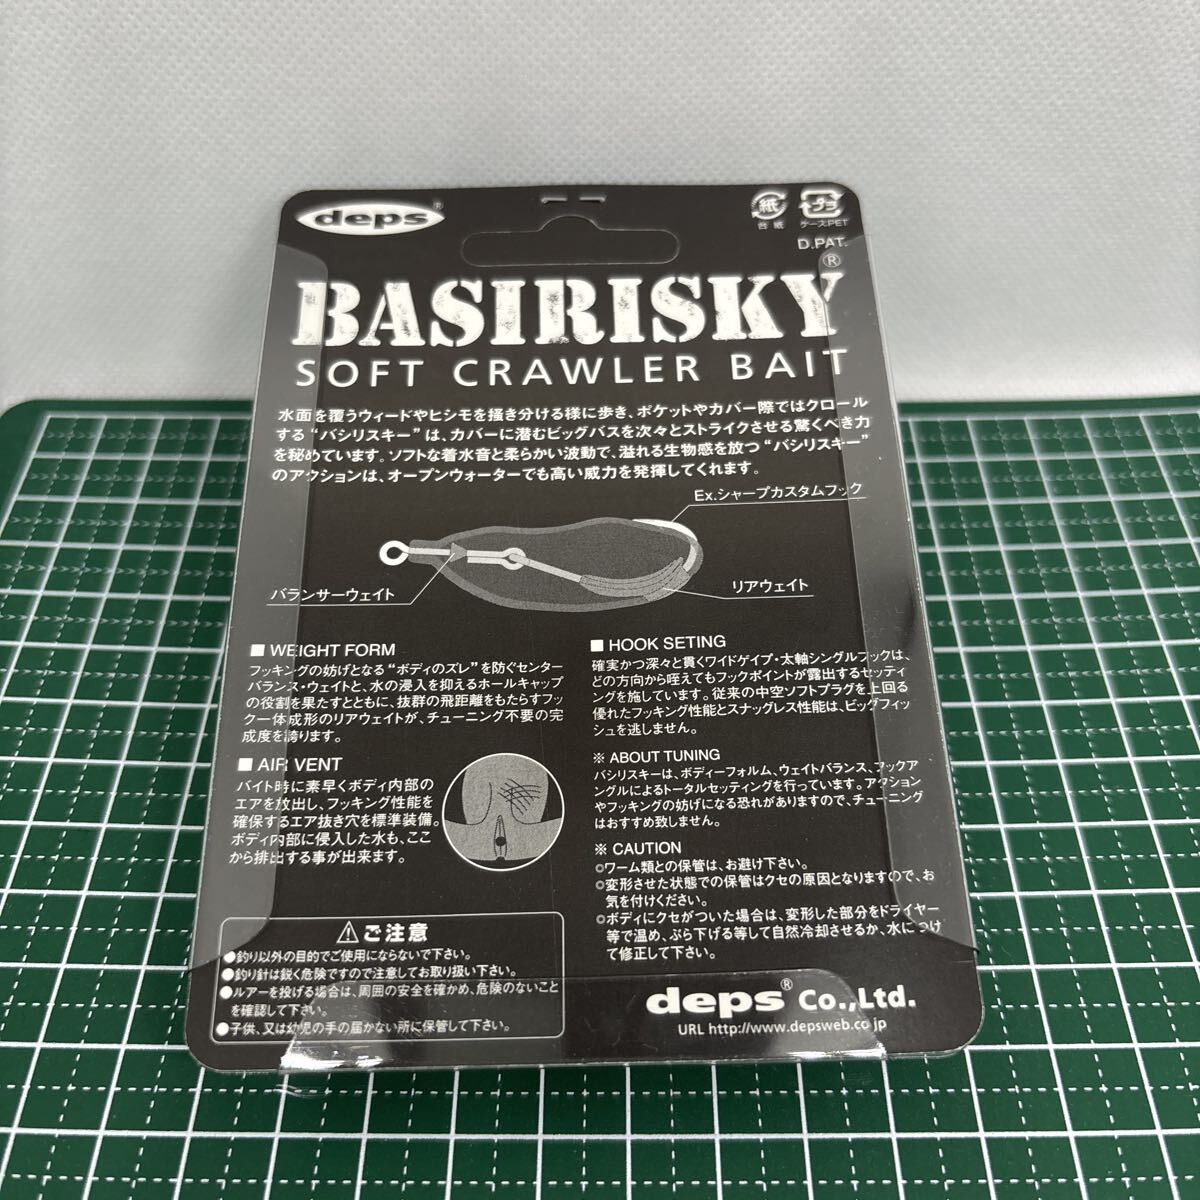 deps®
紙
プラ
台紙
ケースPET
D.PAT.
BASIRISKY®
SOFT CRAWLER BAIT
水面を覆うウィードやヒシモを掻き分ける様に歩き、ポケットやカバー際ではクロール
する“バシリスキー”は、カバーに潜むビッグバスを次々とストライクさせる驚くべき力
を秘めています。ソフトな着水音と柔らかい波動で、溢れる生物感を放つ“バシリスキー”
のアクションは、オープンウォーターでも高い威力を発揮してくれます。
Ex.シャープカスタムフック
バランサーウェイト
リアウェイト
■ WEIGHT FORM
フッキングの妨げとなる“ボディのズレ”を防ぐセンター
バランス・ウェイトと、水の浸入を抑えるホールキャップ
の役割を果たすとともに、抜群の飛距離をもたらすフッ
ク一体成形のリアウェイトが、チューニング不要の完
成度を誇ります。
■ AIR VENT
バイト時に素早くボディ内部の
エアを放出し、フッキング性能を
確保するエア抜き穴を標準装備。
ボディ内部に侵入した水も、ここ
から排出する事が出来ます。
■ HOOK SETING
確実かつ深々と貫くワイドゲイプ・太軸シングルフックは、
どの方向から咥えてもフックポイントが露出するセッティ
ングを施しています。従来の中空ソフトプラグを上回る
優れたフッキング性能とスナッグレス性能は、ビッグフィッ
シュを逃しません。
※ ABOUT TUNING
バシリスキーは、ボディーフォルム、ウェイトバランス、フックア
ングルによるトータルセッティングを行っています。アクション
やフッキングの妨げになる恐れがありますので、チューニング
はおすすめ致しません。
※ CAUTION
◎ワーム類との保管は、お避け下さい。
◎変形させた状態での保管はクセの原因となりますので、お
気を付けください。
◎ボディにクセがついた場合は、変形した部分をドライヤー
等で温め、ぶら下げる等して自然冷却させるか、水につけ
て修正して下さい。
⚠ご注意
●釣り以外の目的でご使用にならないで下さい。
●釣り針は鋭く危険ですので注意してお取り扱い下さい。
●ルアーを投げる場合は、周囲の安全を確かめ、危険のないこと
を確認して下さい。
●子供、又は幼児の手の届かない所に保管して下さい。
deps® Co.,Ltd.
URL http://www.depsweb.co.jp